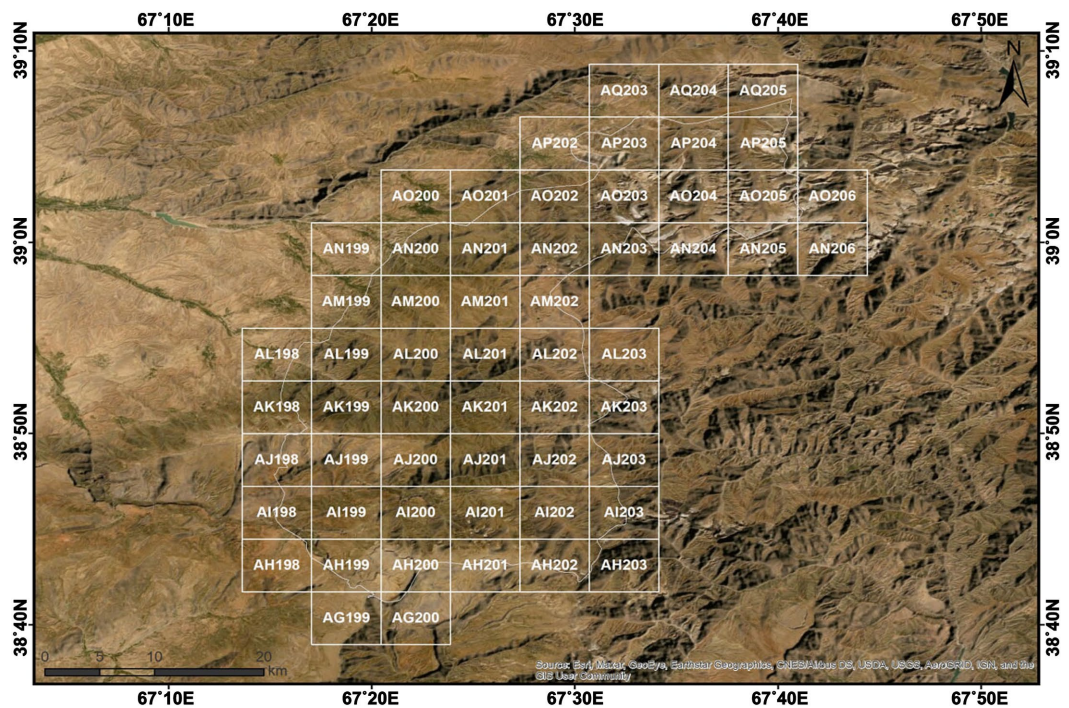 67°10E 67°20E 67°30E 67°40E 67°50E
39°10N 39°10N
N
AQ203 AQ204 AQ205
AP202 AP203 AP204 AP205
AO200 AO201 AO202 AO203 AO204 AO205 AO206
39°0N 39°0N
AN199 AN200 AN201 AN202 AN203 AN204 AN205 AN206
AM199 AM200 AM201 AM202
AL198 AL199 AL200 AL201 AL202 AL203
AK198 AK199 AK200 AK201 AK202 AK203
38°50N 38°50N
AJ198 AJ199 AJ200 AJ201 AJ202 AJ203
AI198 AI199 AI200 AI201 AI202 AI203
AH198 AH199 AH200 AH201 AH202 AH203
AG199 AG200
38°40N 38°40N
0 5 10 20
km
Source: Esri, Maxar, GeoEye, Earthstar Geographics, CNES/Airbus DS, USDA, USGS, AeroGRID, IGN, and the
GIS User Community
67°10E 67°20E 67°30E 67°40E 67°50E